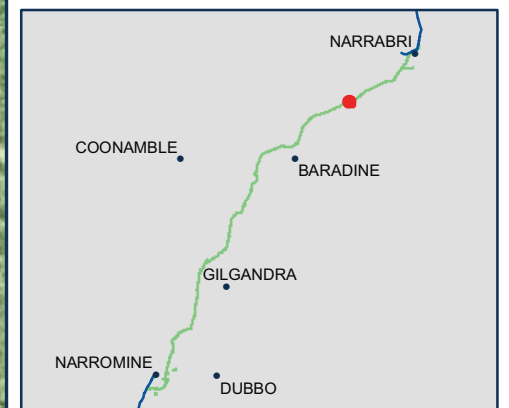 NARRABRI
COONAMBLE
BARADINE
GILGANDRA
NARROMINE
DUBBO